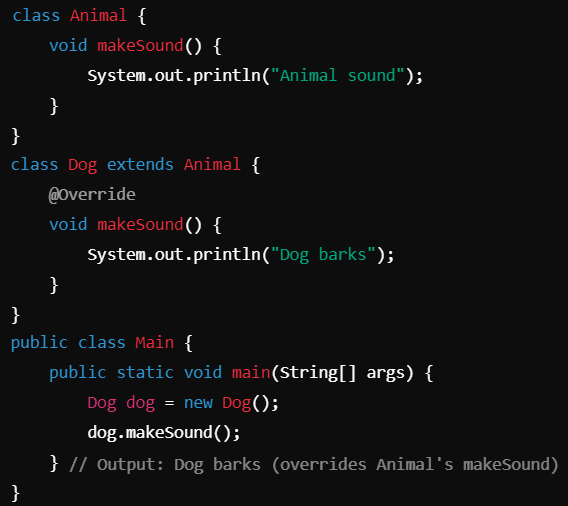 class Animal {
    void makeSound() {
        System.out.println("Animal sound");
    }
}
class Dog extends Animal {
    @Override
    void makeSound() {
        System.out.println("Dog barks");
    }
}
public class Main {
    public static void main(String[] args) {
        Dog dog = new Dog();
        dog.makeSound();
    } // Output: Dog barks (overrides Animal's makeSound)
}